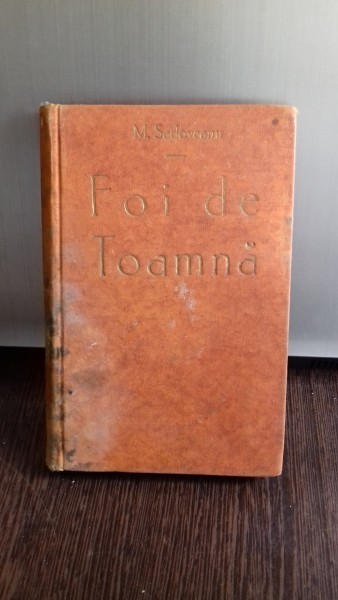 M. Sadoveanu
Foi de
Toamnă